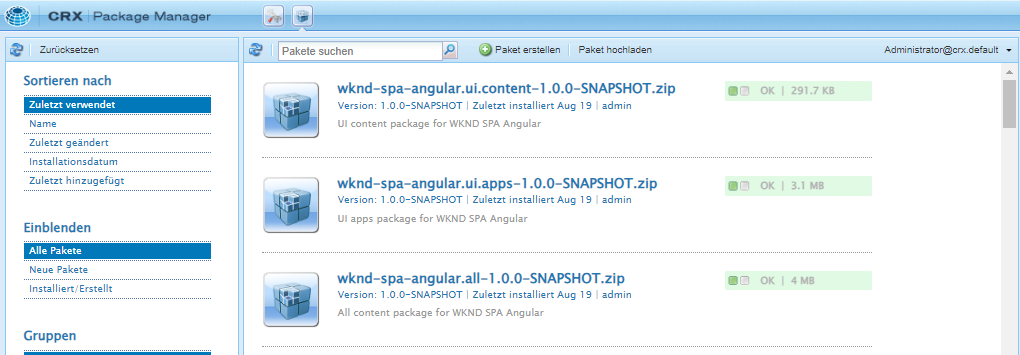 CRX Package Manager
Zurücksetzen
Sortieren nach
Zuletzt verwendet
Name
Zuletzt geändert
Installationsdatum
Zuletzt hinzugefügt
Einblenden
Alle Pakete
Neue Pakete
Installiert/Erstellt
Gruppen
Pakete suchen Paket erstellen Paket hochladen Administrator@crx.default
wknd-spa-angular.ui.content-1.0.0-SNAPSHOT.zip OK | 291.7 KB
Version: 1.0.0-SNAPSHOT | Zuletzt installiert Aug 19 | admin
UI content package for WKND SPA Angular
wknd-spa-angular.ui.apps-1.0.0-SNAPSHOT.zip OK | 3.1 MB
Version: 1.0.0-SNAPSHOT | Zuletzt installiert Aug 19 | admin
UI apps package for WKND SPA Angular
wknd-spa-angular.all-1.0.0-SNAPSHOT.zip OK | 4 MB
Version: 1.0.0-SNAPSHOT | Zuletzt installiert Aug 19 | admin
All content package for WKND SPA Angular